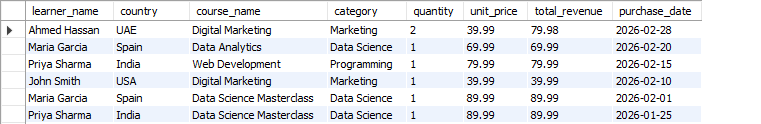 learner_name country course_name category quantity unit_price total_revenue purchase_date
Ahmed Hassan UAE Digital Marketing Marketing 2 39.99 79.98 2026-02-28
Maria Garcia Spain Data Analytics Data Science 1 69.99 69.99 2026-02-20
Priya Sharma India Web Development Programming 1 79.99 79.99 2026-02-15
John Smith USA Digital Marketing Marketing 1 39.99 39.99 2026-02-10
Maria Garcia Spain Data Science Masterclass Data Science 1 89.99 89.99 2026-02-01
Priya Sharma India Data Science Masterclass Data Science 1 89.99 89.99 2026-01-25